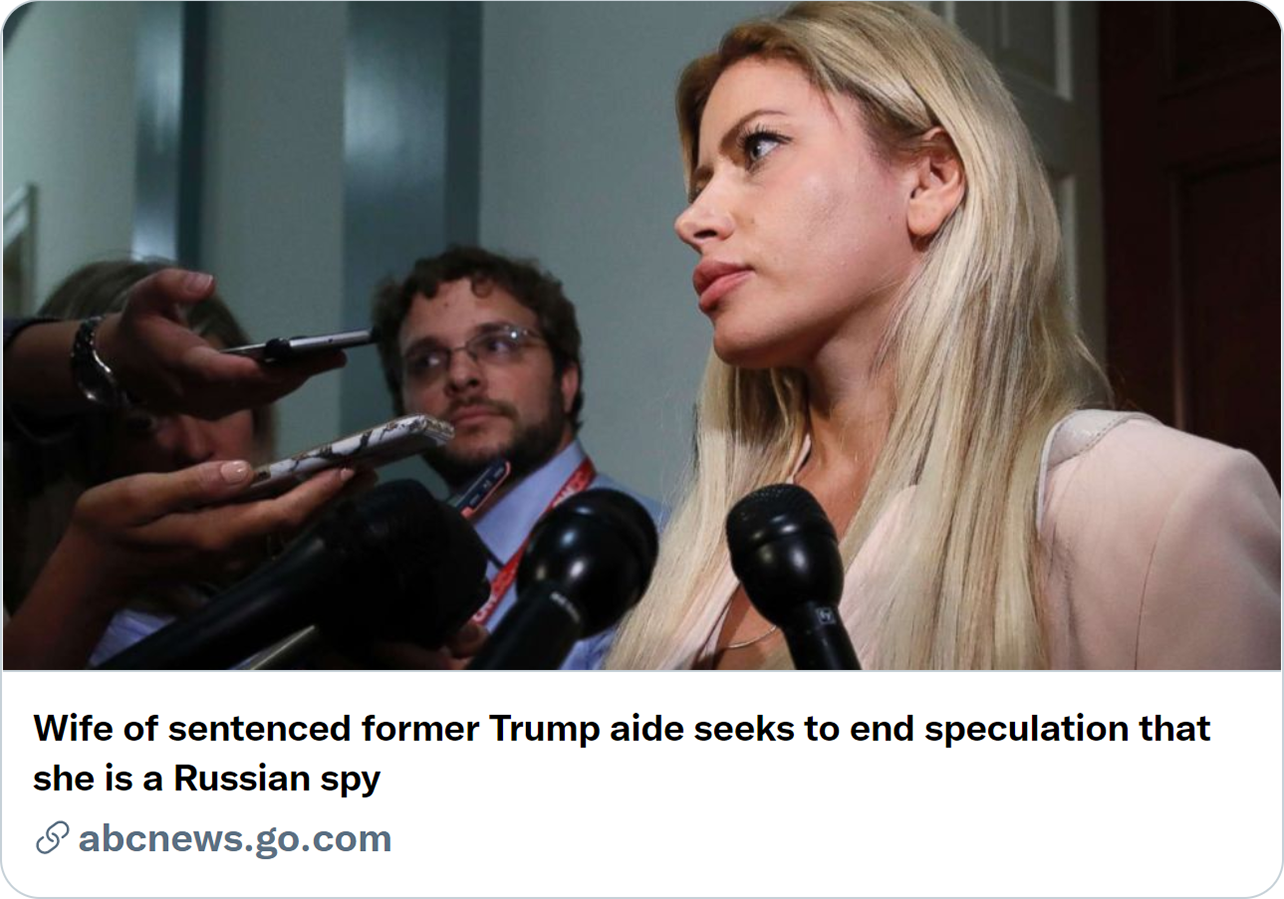 Wife of sentenced former Trump aide seeks to end speculation that
she is a Russian spy
abcnews.go.com